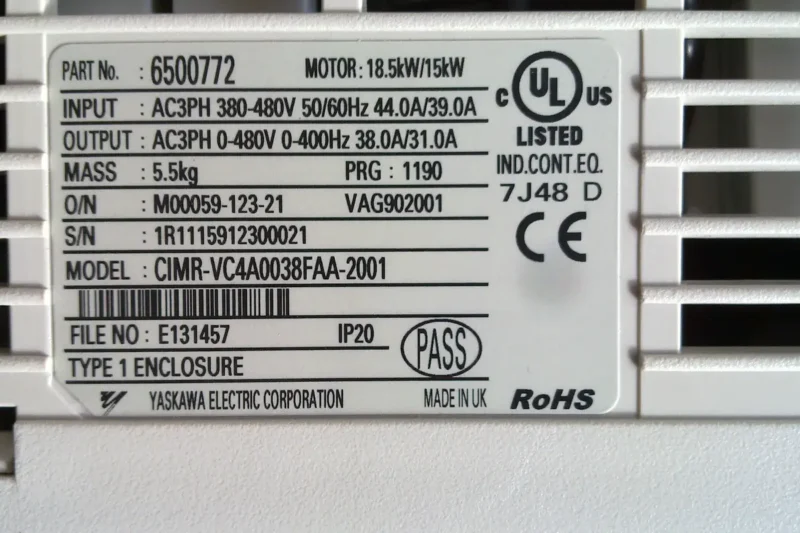 PART No. : 6500772 MOTOR: 18.5kW/15kW
INPUT : AC3PH 380-480V 50/60Hz 44.0A/39.0A
OUTPUT : AC3PH 0-480V 0-400Hz 38.0A/31.0A
MASS : 5.5kg PRG : 1190
O/N : M00059-123-21 VAG902001
S/N : 1R1115912300021
MODEL : CIMR-VC4A0038FAA-2001
FILE NO : E131457 IP20
TYPE 1 ENCLOSURE
PASS
YASKAWA ELECTRIC CORPORATION MADE IN UK
C UL US
LISTED
IND.CONT.EQ.
7J48 D
CE
RoHS